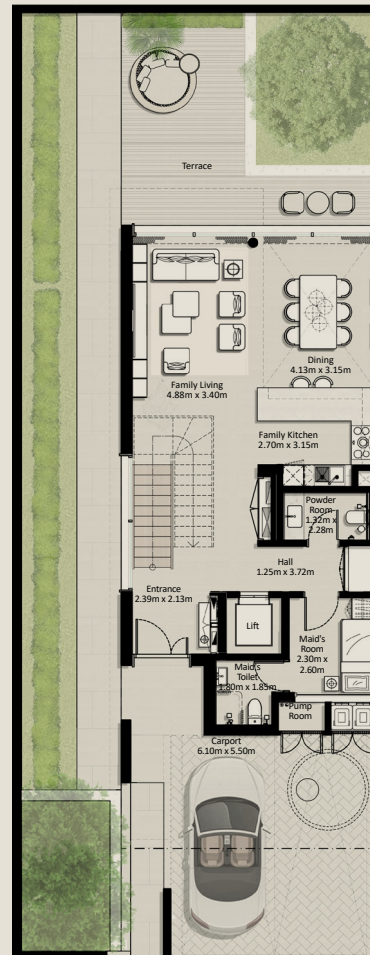 Terrace
Dining
4.13m x 3.15m
Family Living
4.88m x 3.40m
Family Kitchen
2.70m x 3.15m
Powder
Room
1.32m x
2.28m
Hall
1.25m x 3.72m
Entrance
2.39m x 2.13m
Lift
Maid's
Room
2.30m x
2.60m
Maid's
Toilet
1.80m x 1.85m
**Pump
Room
Carport
6.10m x 5.50m